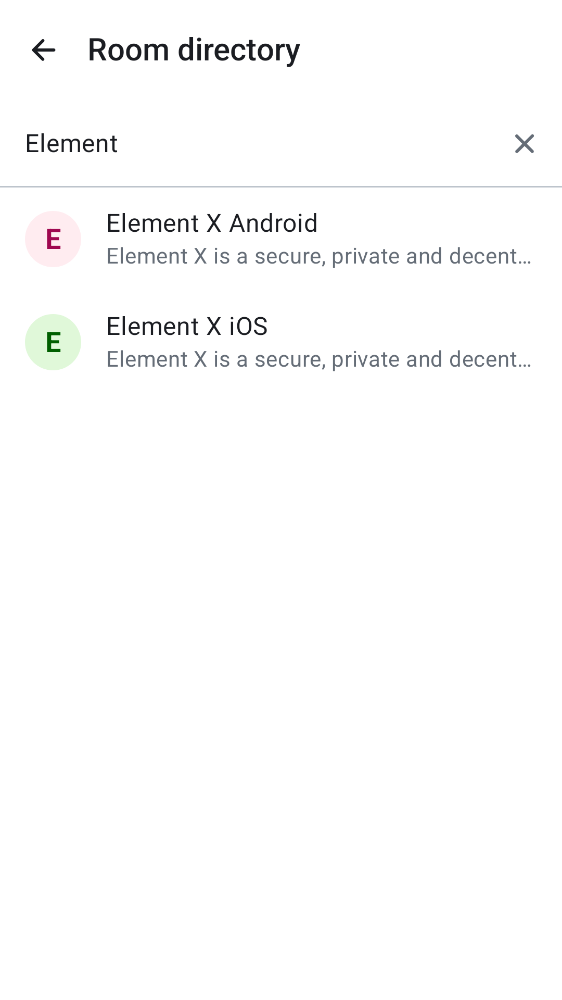 Room directory
Element
E
Element X Android
Element X is a secure, private and decent...
E
Element X iOS
Element X is a secure, private and decent...